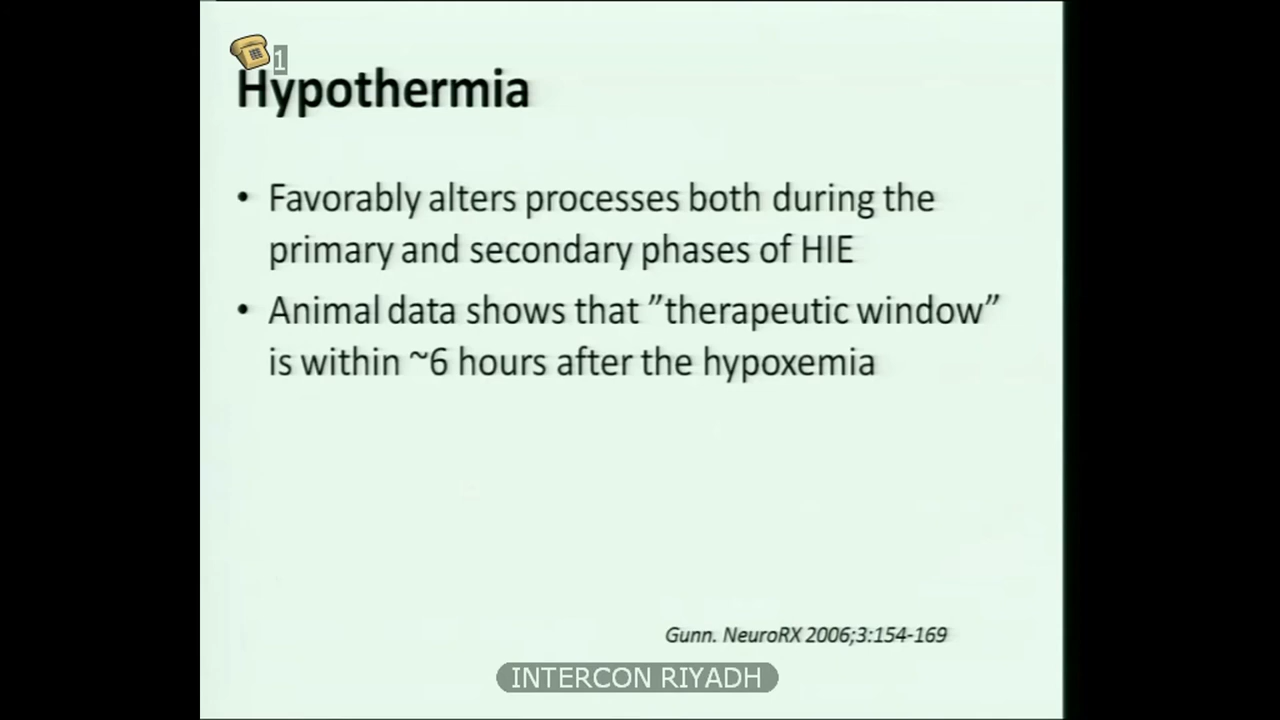 1
Hypothermia
• Favorably alters processes both during the
primary and secondary phases of HIE
• Animal data shows that ”therapeutic window”
is within ~6 hours after the hypoxemia
Gunn. NeuroRX 2006;3:154-169
INTERCON RIYADH